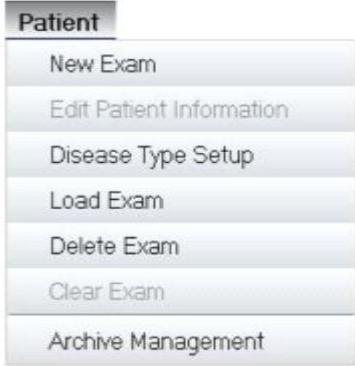 Patient
New Exam
Edit Patient Information
Disease Type Setup
Load Exam
Delete Exam
Clear Exam
Archive Management